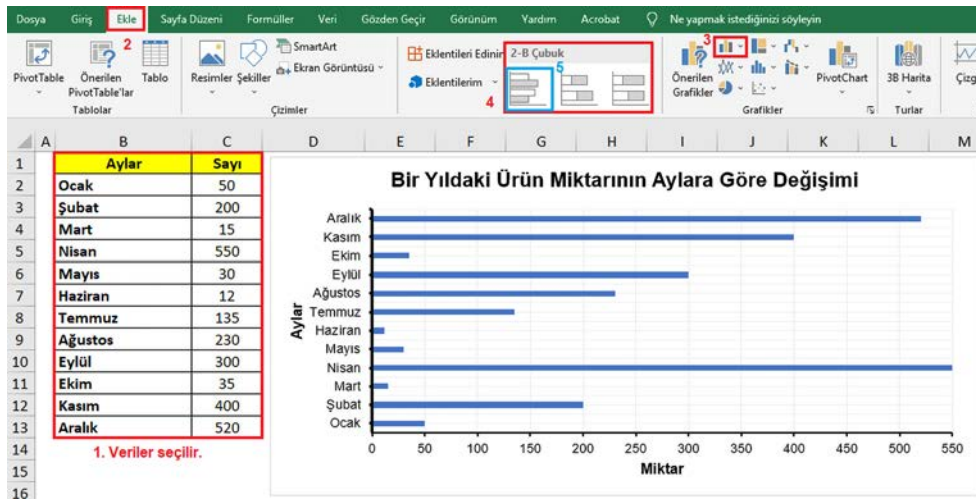 Dosya Giriş Ekle Sayfa Düzeni Formüller Veri Gözden Geçir Görünüm Yardım Acrobat Ne yapmak istediğinizi söyleyin
2
3
PivotTable Önerilen PivotTable'lar Tablo
Tablolar
Resimler Şekiller
SmartArt
Ekran Görüntüsü
Çizimler
Eklentileri Edinin
Eklentilerim
4
2-B Çubuk
5
Önerilen Grafikler
PivotChart
Grafikler
3B Harita
Turlar
Çizg
A B C D E F G H I J K L M
1 Aylar Sayı
2 Ocak 50
3 Şubat 200
4 Mart 15
5 Nisan 550
6 Mayıs 30
7 Haziran 12
8 Temmuz 135
9 Ağustos 230
10 Eylül 300
11 Ekim 35
12 Kasım 400
13 Aralık 520
14
15
16
1. Veriler seçilir.
Bir Yıldaki Ürün Miktarının Aylara Göre Değişimi
Aylar
Aralık
Kasım
Ekim
Eylül
Ağustos
Temmuz
Haziran
Mayıs
Nisan
Mart
Şubat
Ocak
0 50 100 150 200 250 300 350 400 450 500 550
Miktar